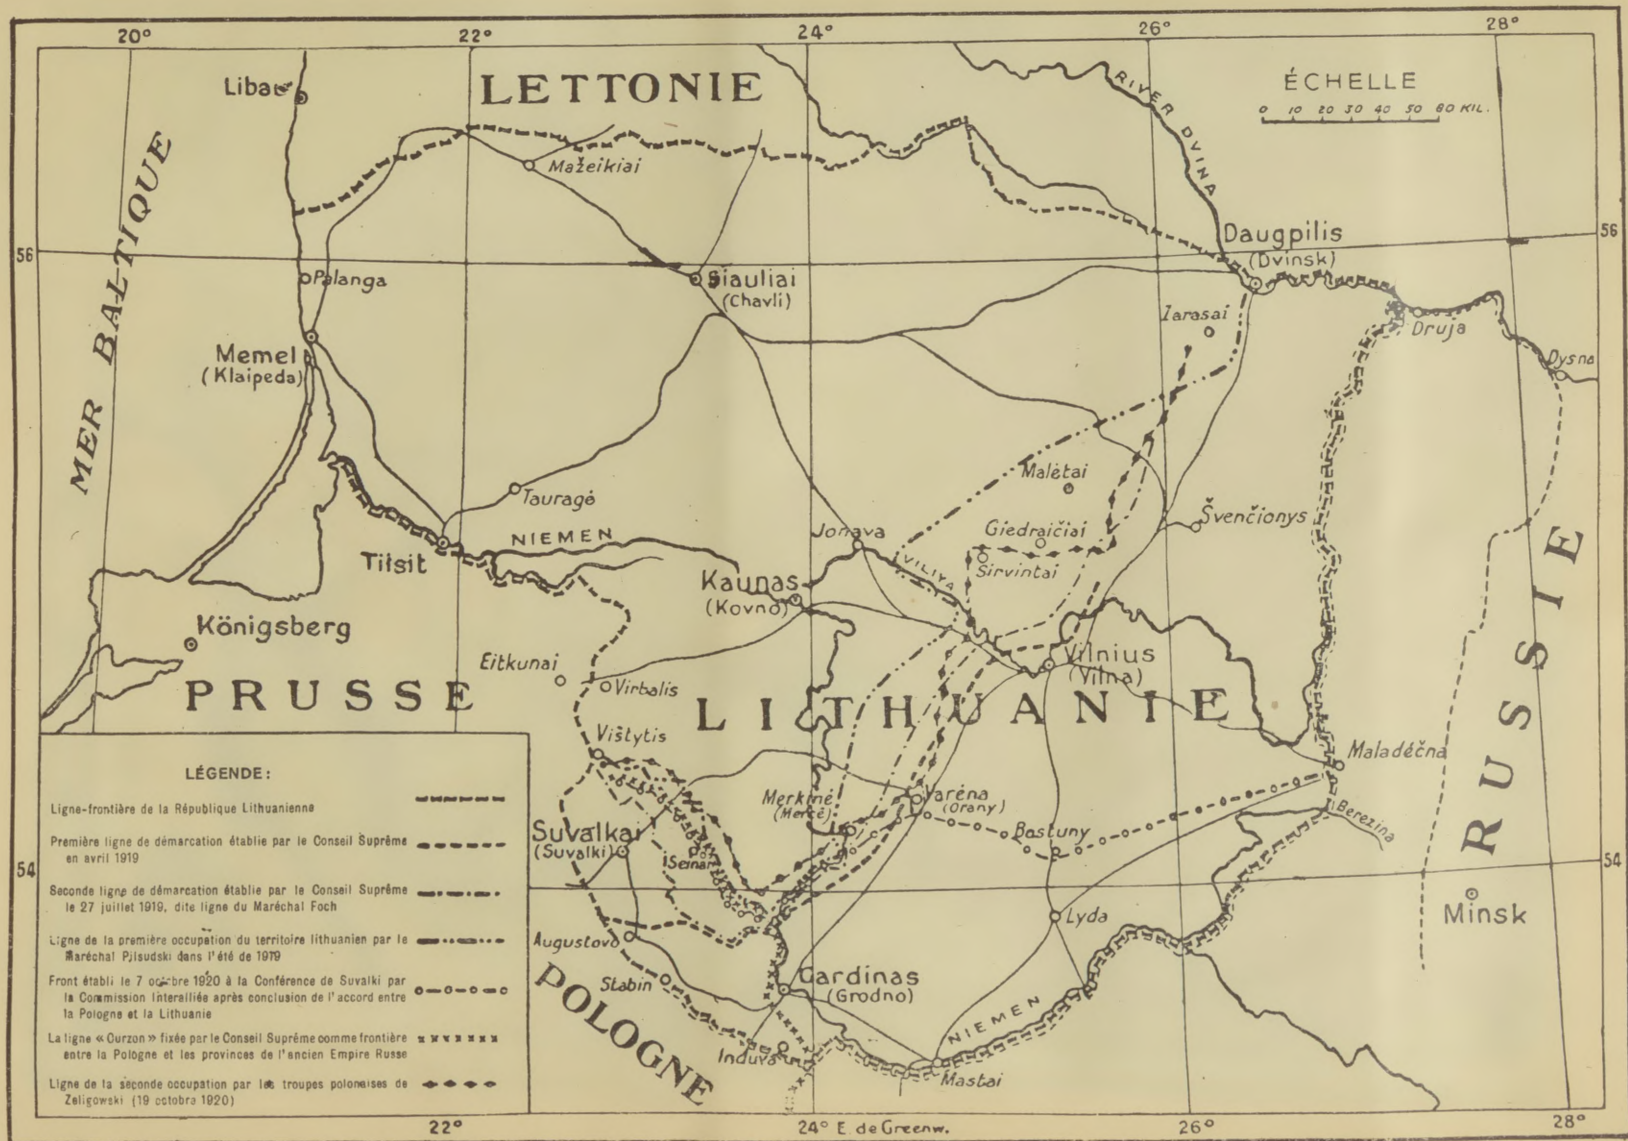 20°
22°
24°
26°
28°
LETTONIE
RIVER DVINA
ÉCHELLE
0 10 20 30 40 50 60 KIL.
MER BALTIQUE
Mažeikiai
56
56
Palanga
Siauliai
(Chavli)
Daugpilis
(Dvinsk)
Zarasai
Druja
Dysna
Memel
(Klaipeda)
Tauragė
Malėtai
Švenčionys
Giedraičiai
Sirvintai
Jonava
VILIYA
NIEMEN
Tilsit
Kaunas
(Kovno)
Königsberg
Eitkunai
Virbalis
Vilnius
(Vilna)
PRUSSE
LITHUANIE
RUSSIE
Vištytis
Maladéčna
Merkinė
(Mercè)
Varéna
(Orany)
Bastuny
Berezina
Suvalkai
(Suvalki)
Seinai
54
54
Lyda
Minsk
Augustovo
Stabin
Gardinas
(Grodno)
POLOGNE
NIEMEN
Induva
Mastai
LÉGENDE:
Ligne-frontière de la République Lithuanienne
Première ligne de démarcation établie par le Conseil Suprême
en avril 1919
Seconde ligne de démarcation établie par le Conseil Suprême
le 27 juillet 1919, dite ligne du Maréchal Foch
Ligne de la première occupation du territoire lithuanien par le
Maréchal Pilsudski dans l'été de 1919
Front établi le 7 octobre 1920 à la Conférence de Suvalki par
la Commission Interalliée après conclusion de l'accord entre
la Pologne et la Lithuanie
La ligne « Curzon » fixée par le Conseil Suprême comme frontière
entre la Pologne et les provinces de l'ancien Empire Russe
Ligne de la seconde occupation par les troupes polonaises de
Zeligowski (19 octobre 1920)
22°
24° E. de Greenw.
26°
28°